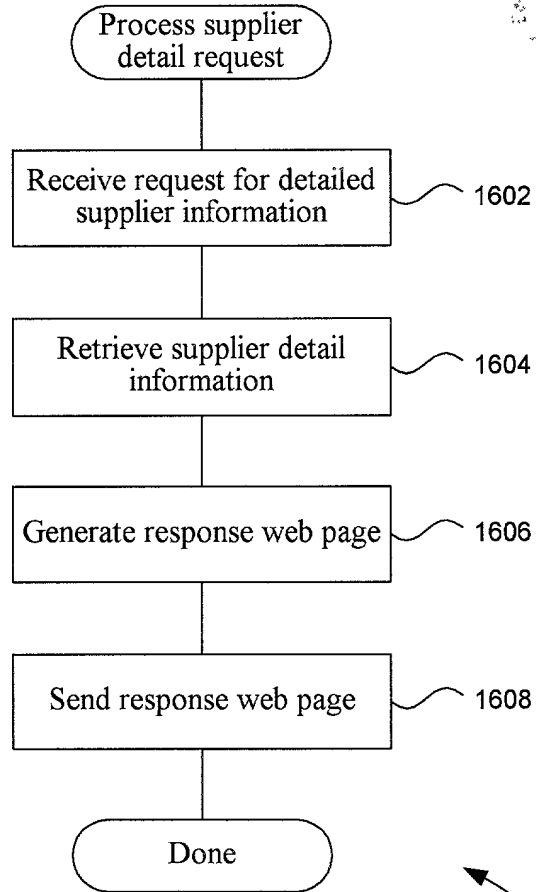 Process supplier
detail request
Receive request for detailed
supplier information
1602
Retrieve supplier detail
information
1604
Generate response web page
1606
Send response web page
1608
Done